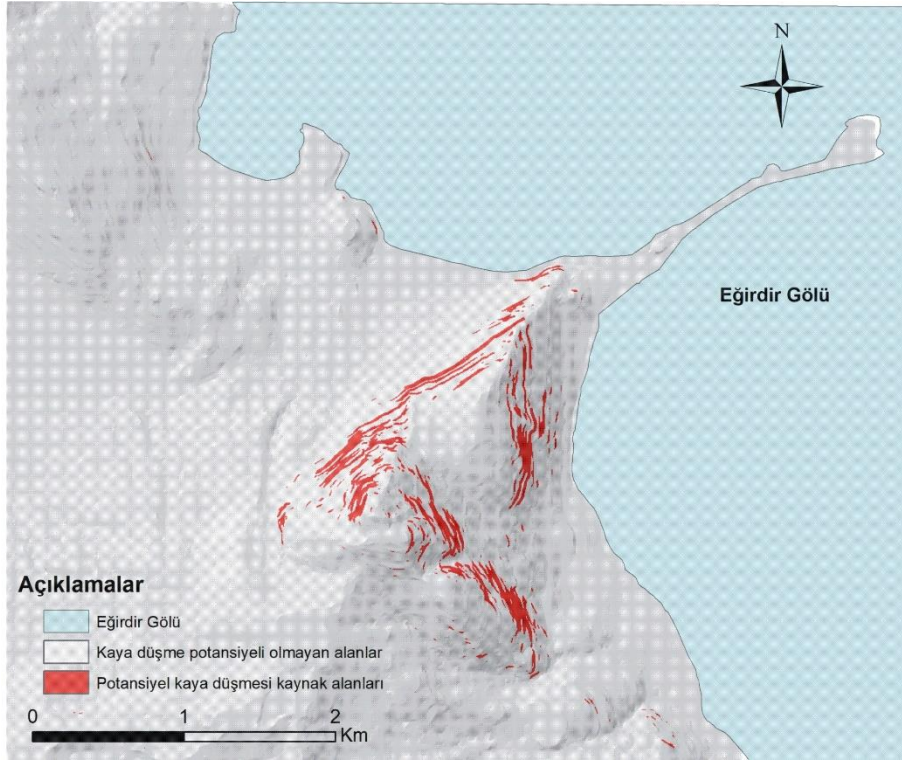 N
Eğirdir Gölü
Açıklamalar
Eğirdir Gölü
Kaya düşme potansiyeli olmayan alanlar
Potansiyel kaya düşmesi kaynak alanları
0 1 2
Km